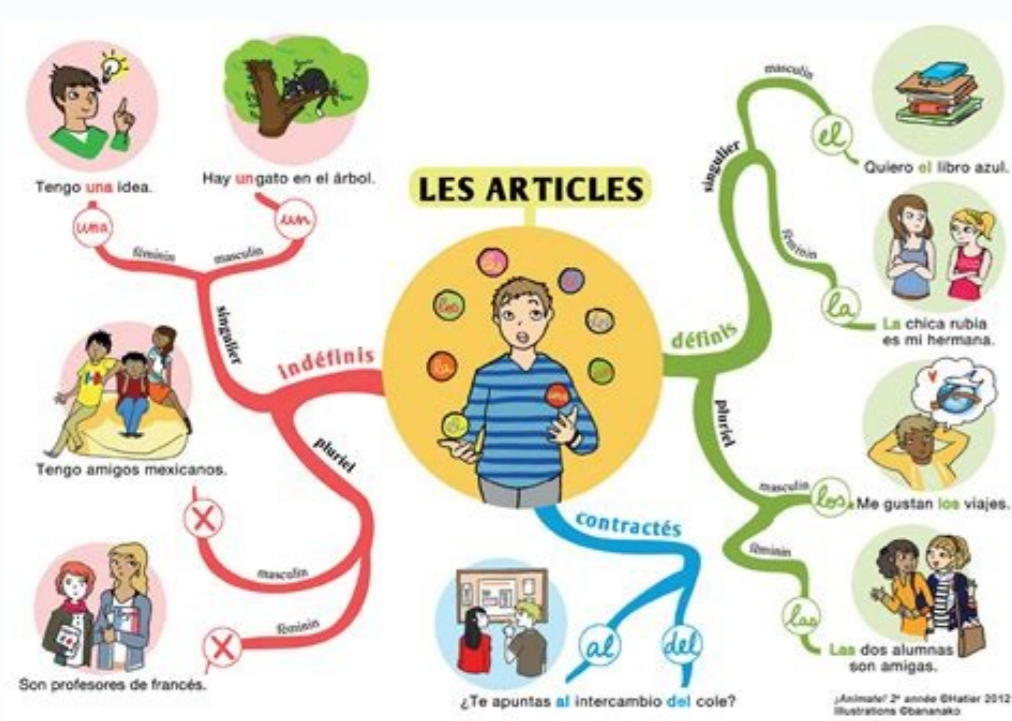 LES ARTICLES
indéfinis
singulier
féminin
una
Tengo una idea.
masculin
un
Hay un gato en el árbol.
pluriel
Tengo amigos mexicanos.
X
masculin
Son profesores de francés.
X
féminin
contractés
al
del
¿Te apuntas al intercambio del cole?
définis
singulier
masculin
el
Quiero el libro azul.
féminin
la
La chica rubia
es mi hermana.
pluriel
masculin
los
Me gustan los viajes.
féminin
las
Las dos alumnas
son amigas.
¡Anímate! 2e année ©Hatier 2012
Illustrations ©bananako